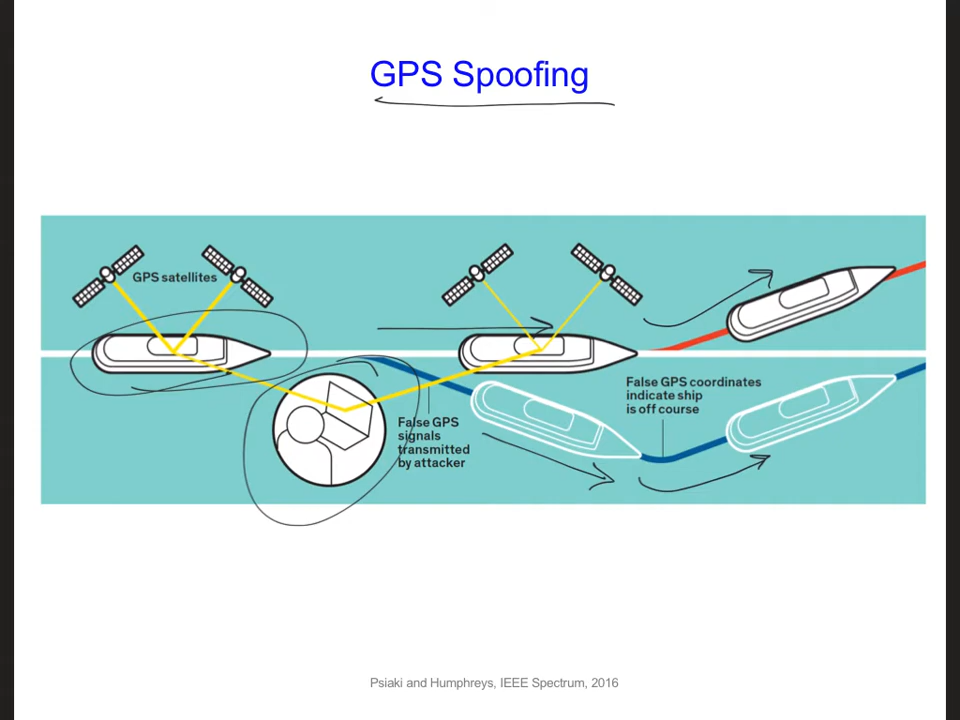 GPS Spoofing
GPS satellites
False GPS coordinates
indicate ship
is off course
False GPS
signals
transmitted
by attacker
Psiaki and Humphreys, IEEE Spectrum, 2016